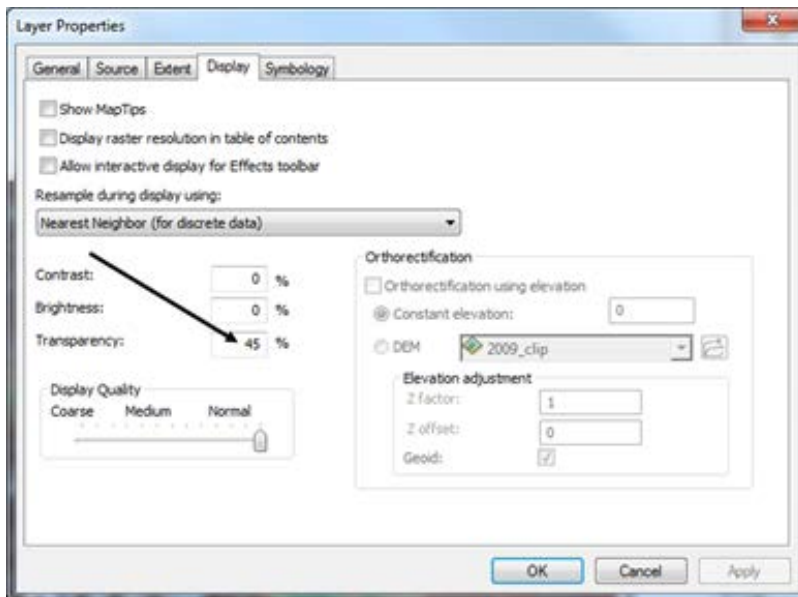 Layer Properties
General Source Extent Display Symbology
Show MapTips
Display raster resolution in table of contents
Allow interactive display for Effects toolbar
Resample during display using:
Nearest Neighbor (for discrete data)
Contrast: 0 %
Brightness: 0 %
Transparency: 45 %
Display Quality
Coarse Medium Normal
Orthorectification
Orthorectification using elevation
Constant elevation: 0
DEM 2009_clip
Elevation adjustment
Z factor: 1
Z offset: 0
Geoid:
OK Cancel Apply